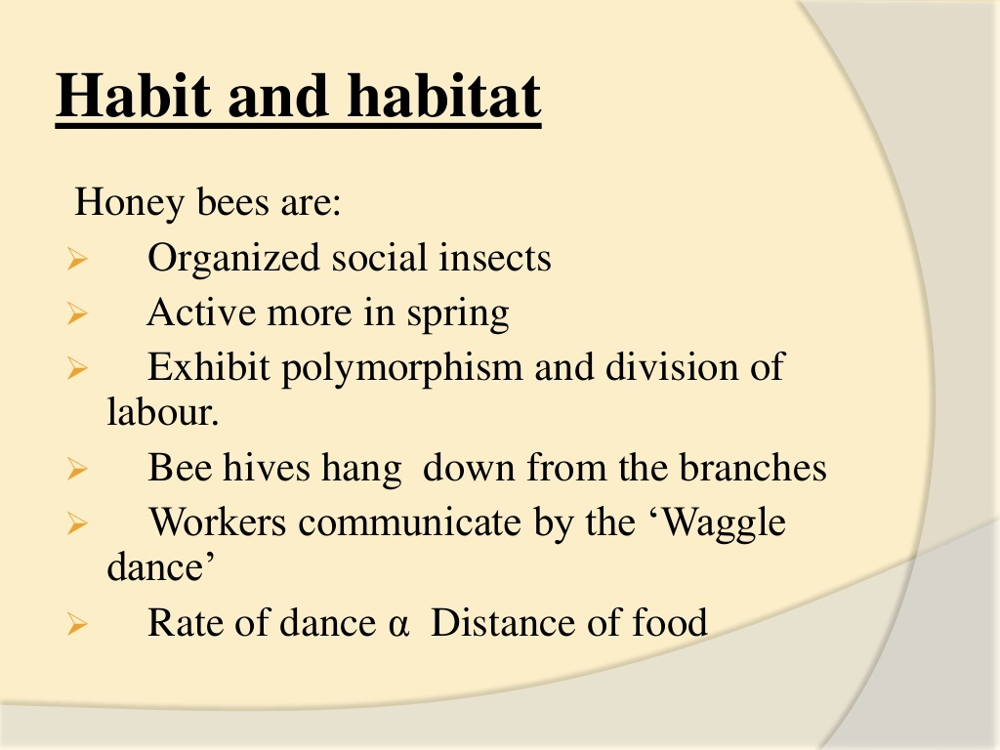 Habit and habitat
Honey bees are:
➢ Organized social insects
➢ Active more in spring
➢ Exhibit polymorphism and division of
labour.
➢ Bee hives hang  down from the branches
➢ Workers communicate by the ‘Waggle
dance’
➢ Rate of dance α  Distance of food